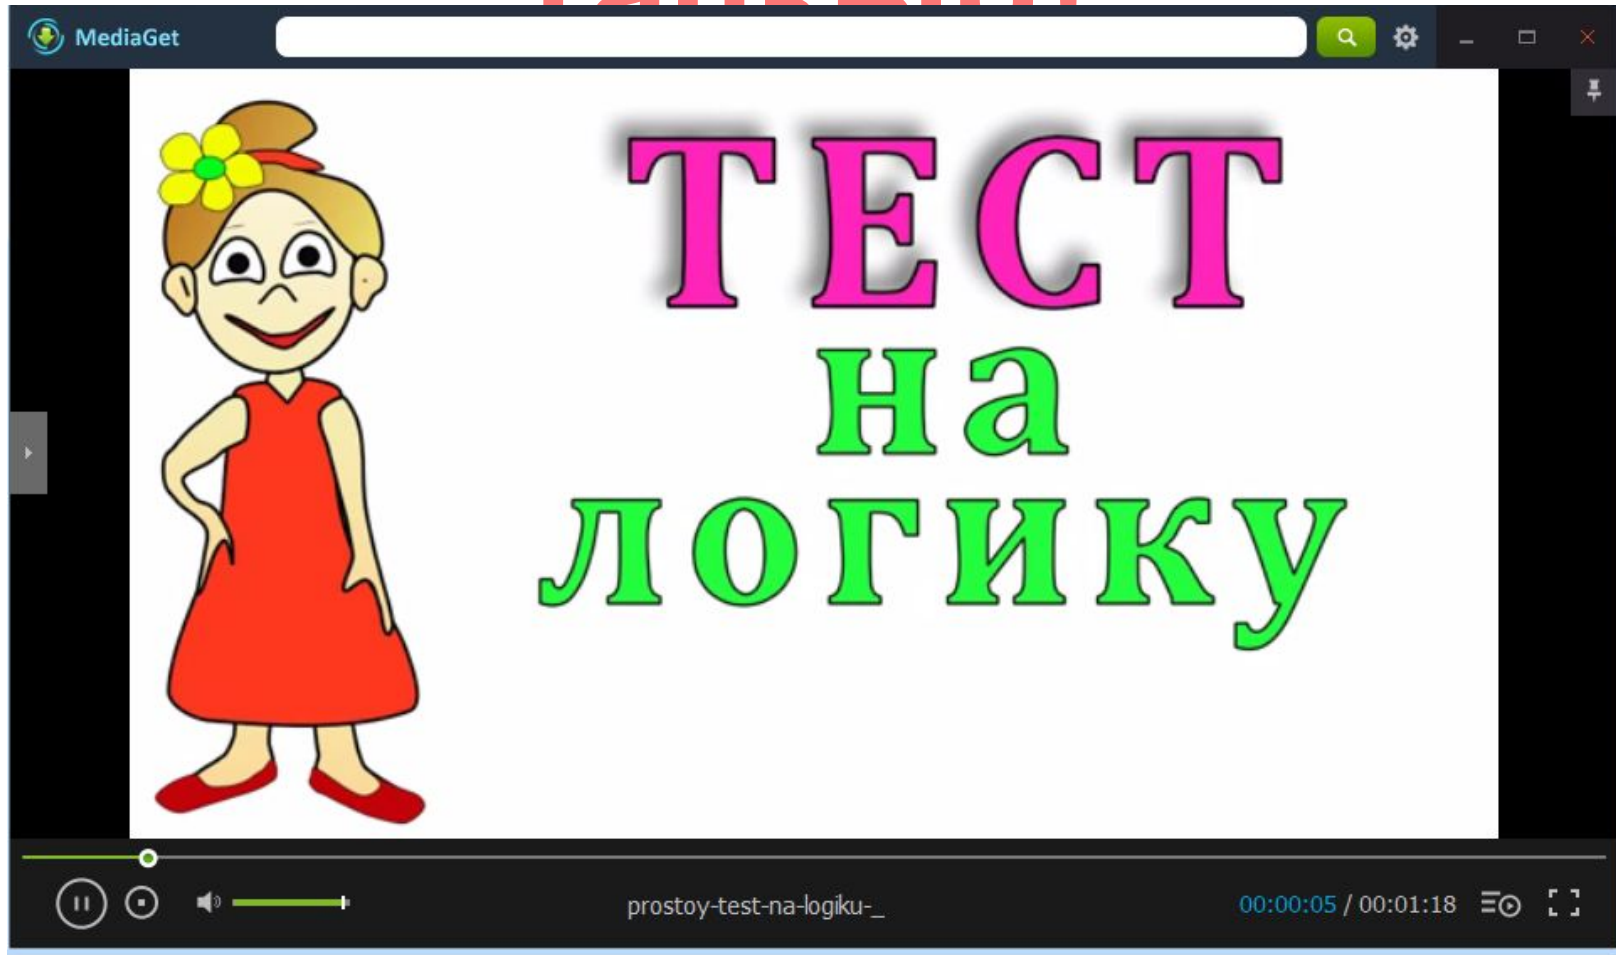 MediaGet
ТЕСТ
на
логику
prostoy-test-na-logiku-_
00:00:05 / 00:01:18